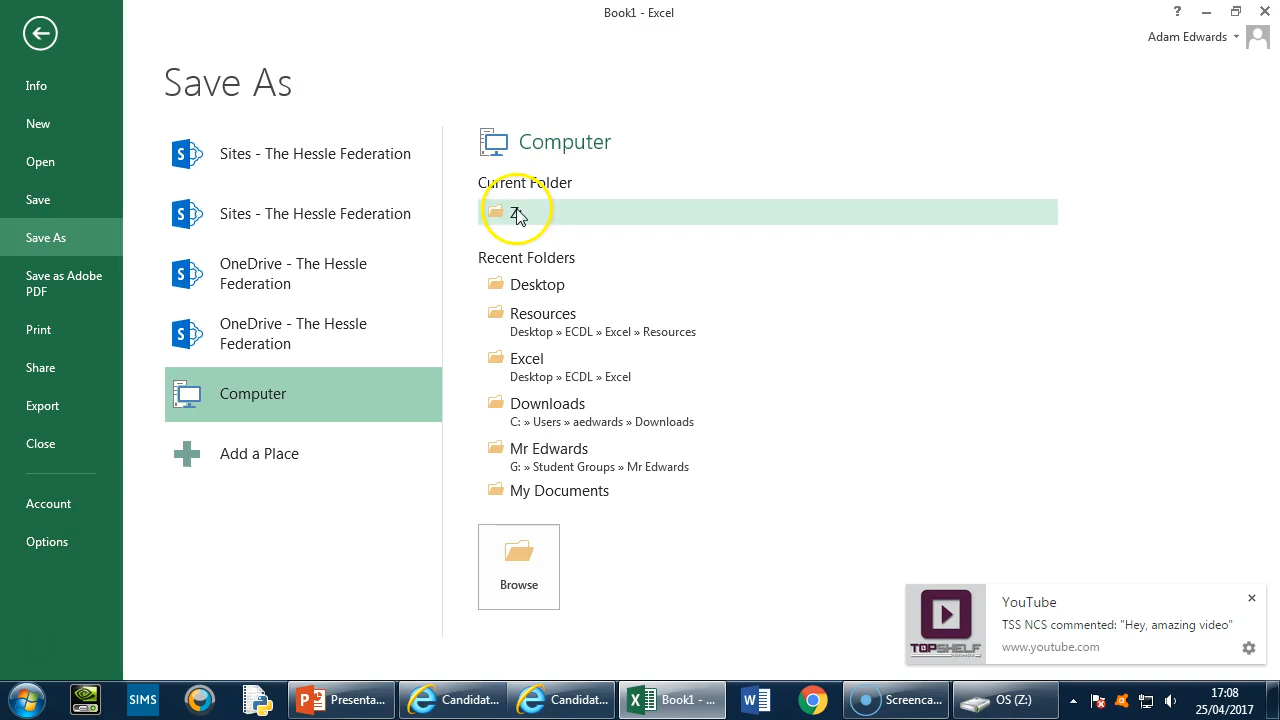 Book1 - Excel
?
Adam Edwards
Info
New
Open
Save
Save As
Save as Adobe
PDF
Print
Share
Export
Close
Account
Options
Save As
Sites - The Hessle Federation
Sites - The Hessle Federation
OneDrive - The Hessle
Federation
OneDrive - The Hessle
Federation
Computer
Add a Place
Computer
Current Folder
Z
Recent Folders
Desktop
Resources
Desktop » ECDL » Excel » Resources
Excel
Desktop » ECDL » Excel
Downloads
C: » Users » aedwards » Downloads
Mr Edwards
G: » Student Groups » Mr Edwards
My Documents
Browse
YouTube
TSS NCS commented: "Hey, amazing video"
www.youtube.com
TOPSHELF
SIMS
Presenta...
Candidat...
Candidat...
Book1 - ...
Screenca...
OS (Z:)
17:08
25/04/2017